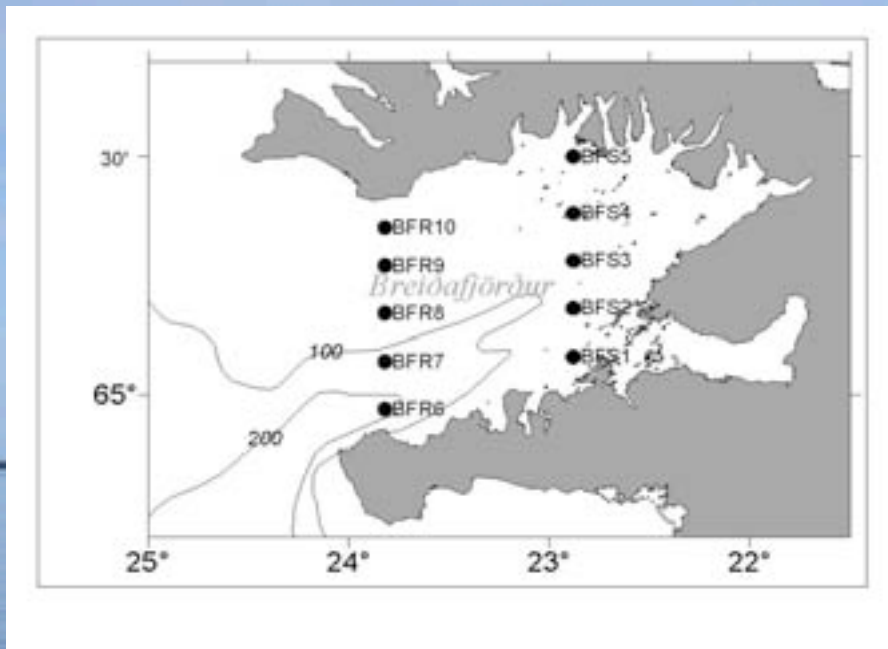 30'
BFS5
BFR10
BFS4
BFR9
BFS3
Breiðafjörður
BFR8
BFS2
100
BFR7
BFS1
65°
BFR6
200
25°
24°
23°
22°